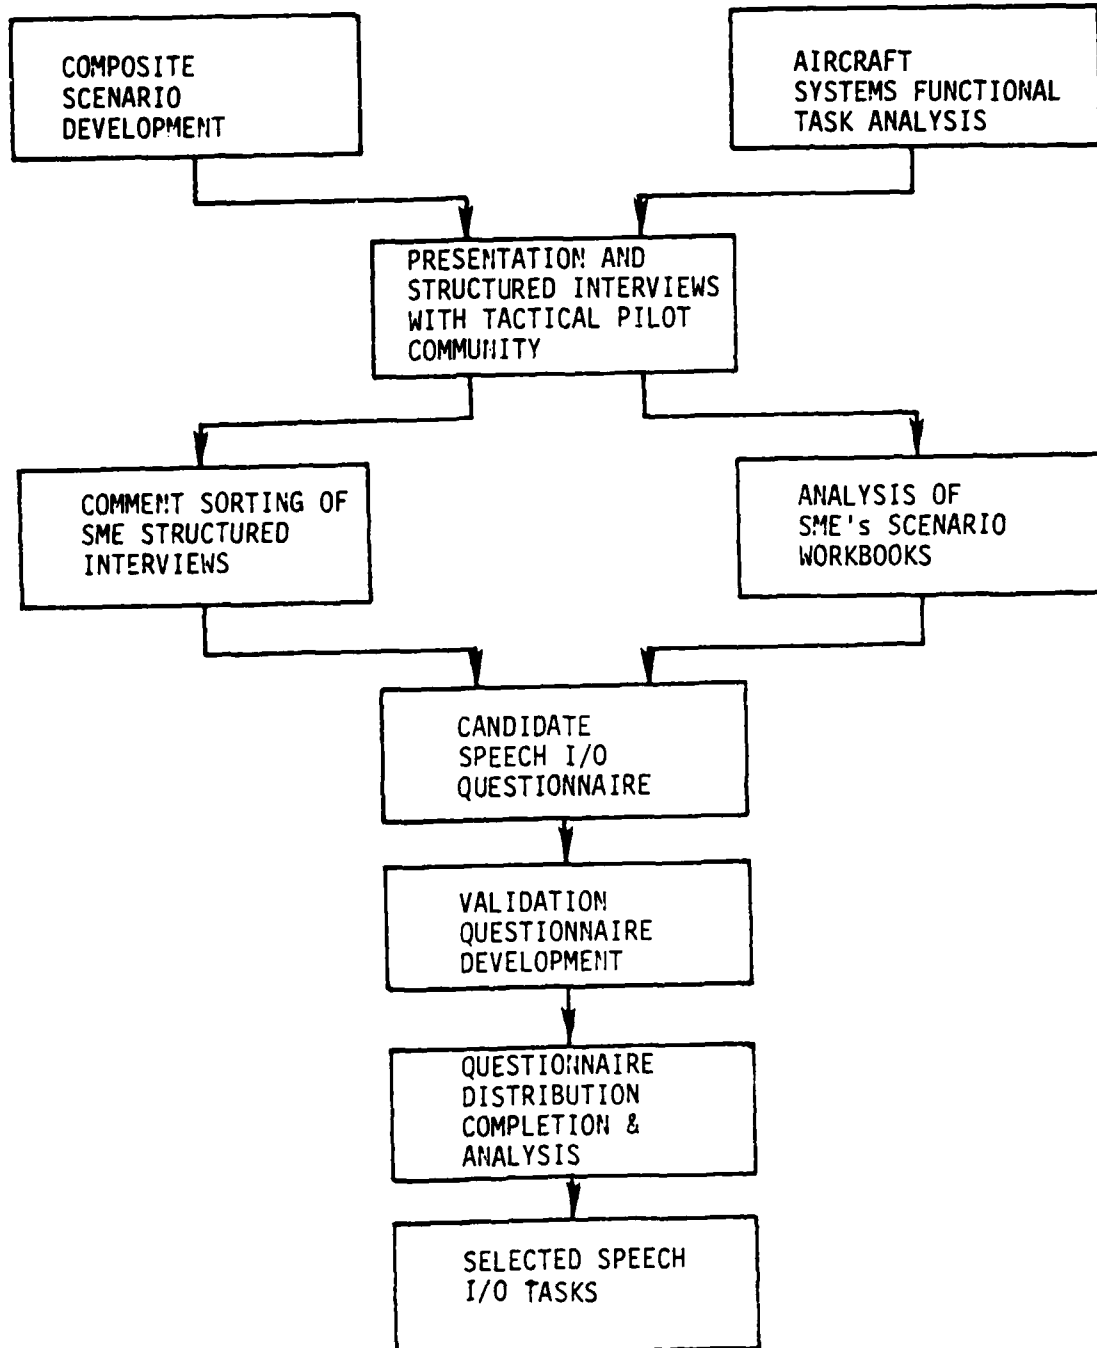 COMPOSITE
SCENARIO
DEVELOPMENT
AIRCRAFT
SYSTEMS FUNCTIONAL
TASK ANALYSIS
PRESENTATION AND
STRUCTURED INTERVIEWS
WITH TACTICAL PILOT
COMMUNITY
COMMENT SORTING OF
SME STRUCTURED
INTERVIEWS
ANALYSIS OF
SME's SCENARIO
WORKBOOKS
CANDIDATE
SPEECH I/O
QUESTIONNAIRE
VALIDATION
QUESTIONNAIRE
DEVELOPMENT
QUESTIONNAIRE
DISTRIBUTION
COMPLETION &
ANALYSIS
SELECTED SPEECH
I/O TASKS